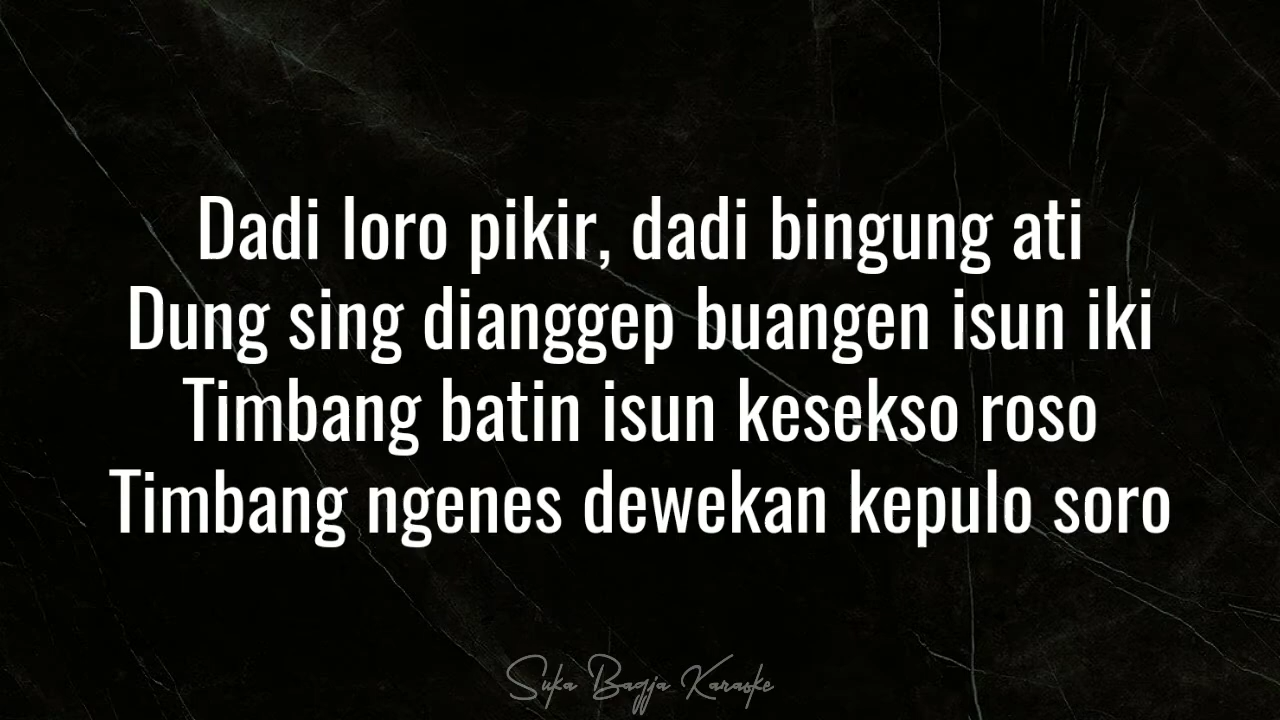 Dadi loro pikir, dadi bingung ati
Dung sing dianggep buangen isun iki
Timbang batin isun kesekso roso
Timbang ngenes dewekan kepulo soro
Suka Bagja Karaoke